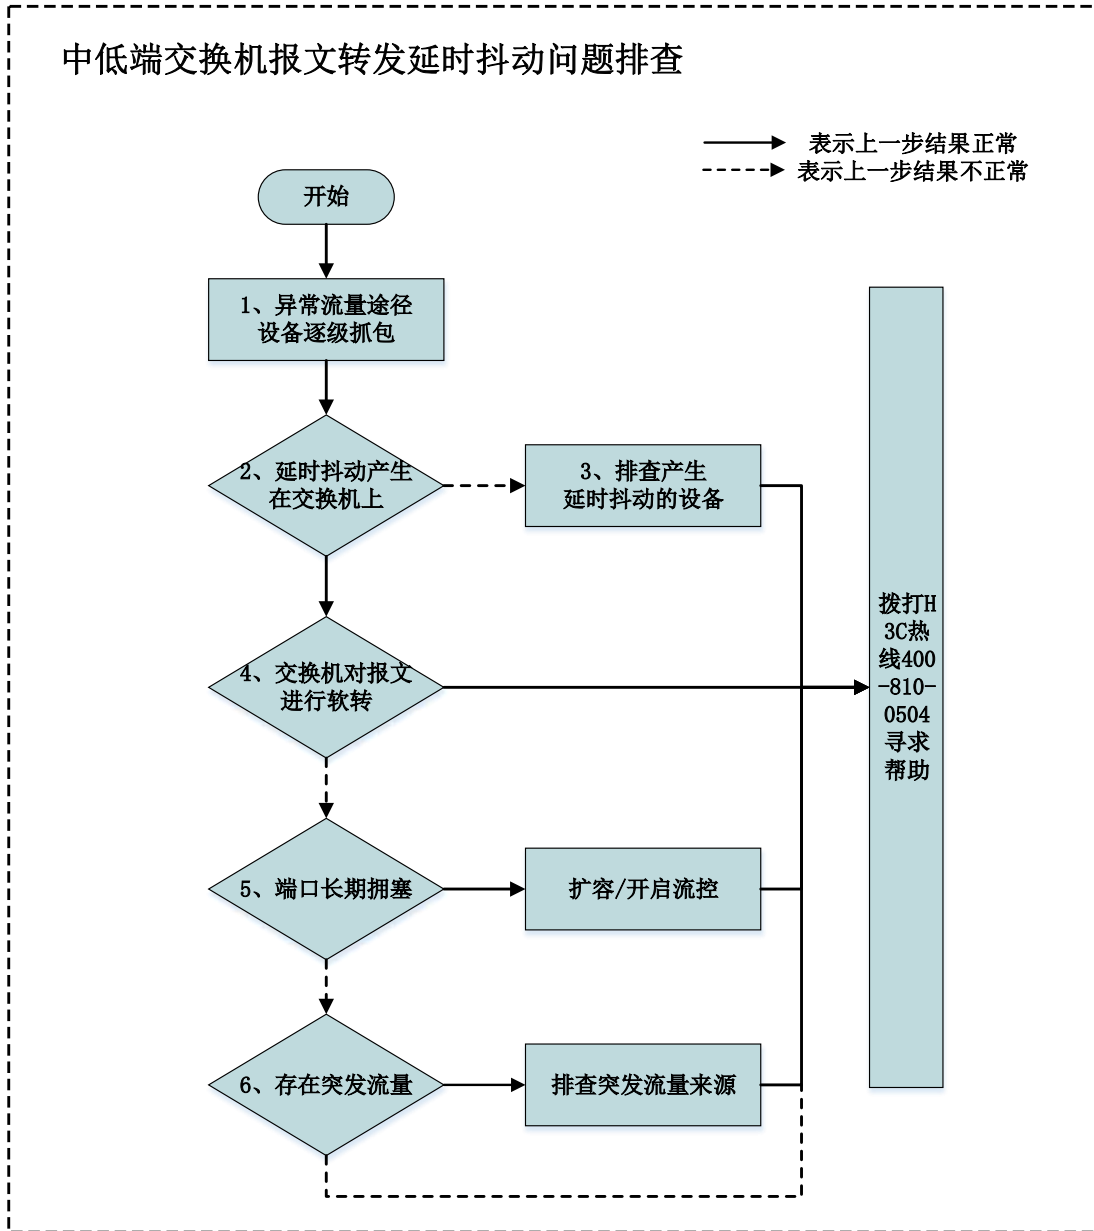 中低端交换机报文转发延时抖动问题排查
表示上一步结果正常
表示上一步结果不正常
开始
1、异常流量途径
设备逐级抓包
2、延时抖动产生
在交换机上
3、排查产生
延时抖动的设备
4、交换机对报文
进行软转
5、端口长期拥塞
扩容/开启流控
6、存在突发流量
排查突发流量来源
拨打H
3C热
线400
-810-
0504
寻求
帮助